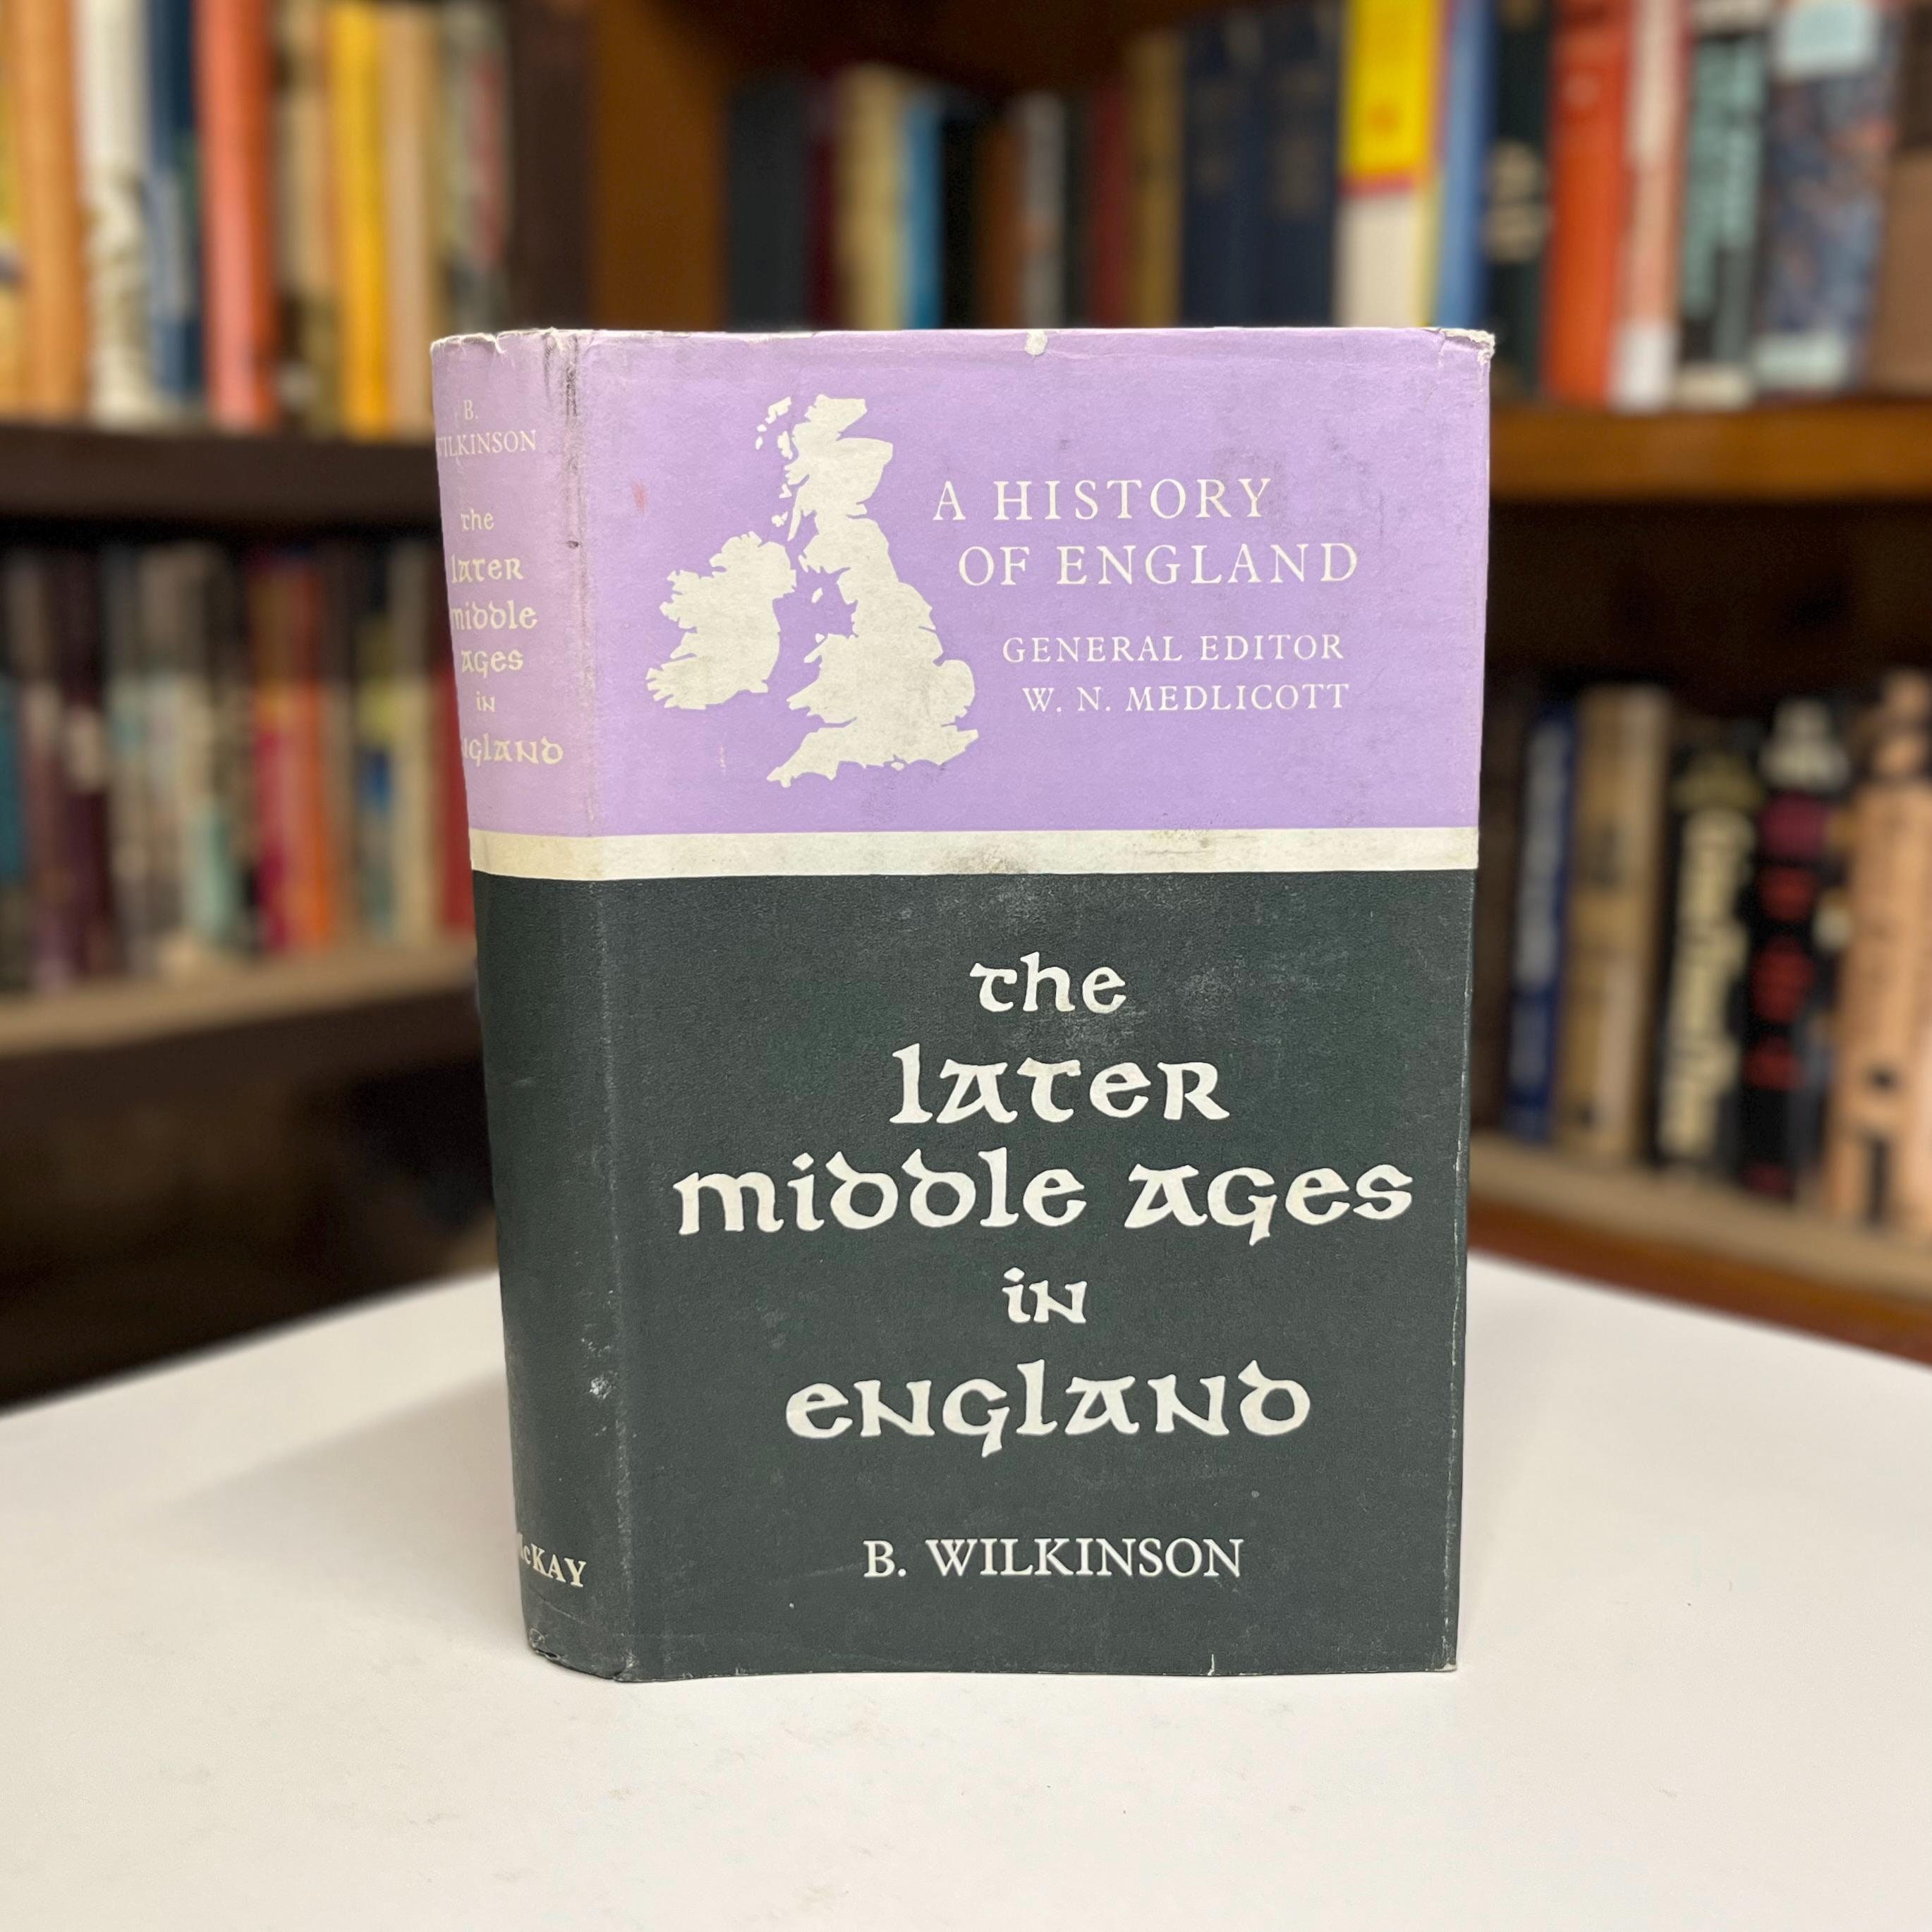 B.
WILKINSON
the
later
middle
ages
in
england
McKAY
A HISTORY
OF ENGLAND
GENERAL EDITOR
W. N. MEDLICOTT
the
later
middle ages
in
england
B. WILKINSON